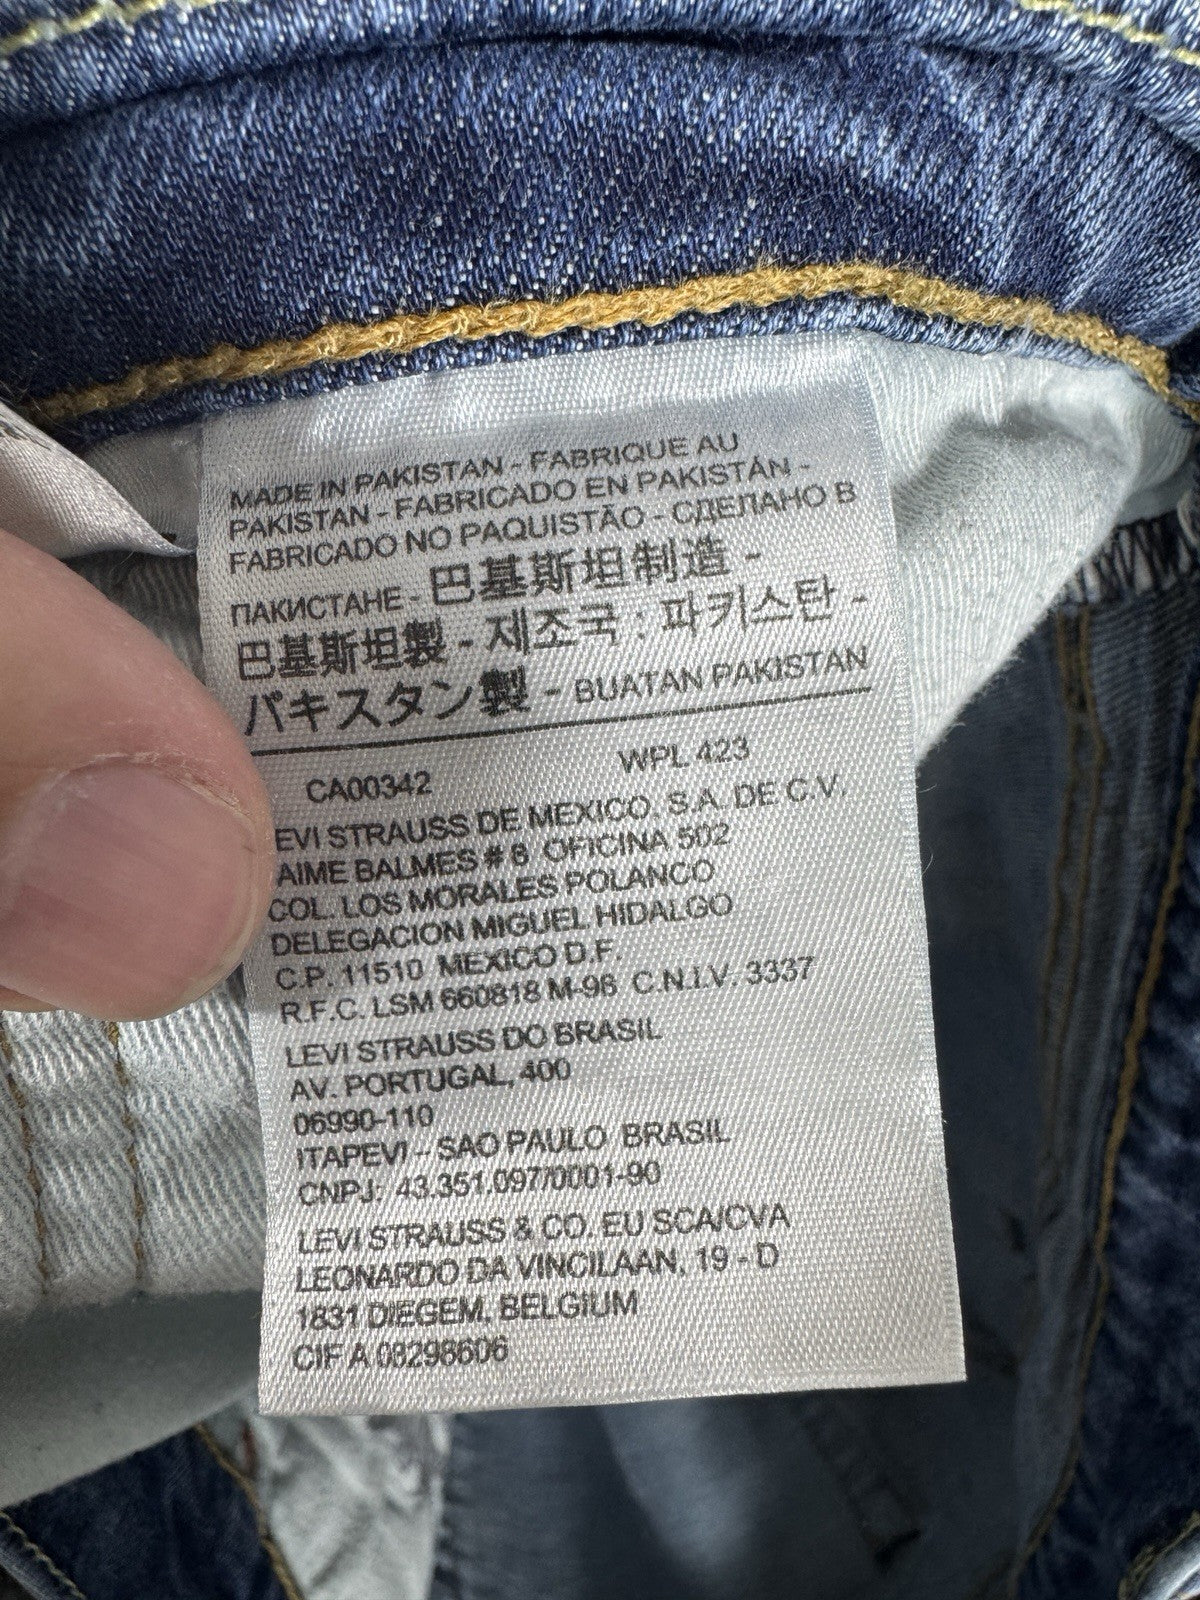 MADE IN PAKISTAN - FABRIQUE AU
PAKISTAN - FABRICADO EN PAKISTÁN -
FABRICADO NO PAQUISTÃO - СДЕЛАНО В
ПАКИСТАНЕ - 巴基斯坦制造 -
巴基斯坦製 - 제조국 : 파키스탄 -
パキスタン製 - BUATAN PAKISTAN
CA00342 WPL 423
EVI STRAUSS DE MEXICO, S.A. DE C.V.
AIME BALMES # 8 OFICINA 502
COL. LOS MORALES POLANCO
DELEGACION MIGUEL HIDALGO
C.P. 11510 MEXICO D.F.
R.F.C. LSM 660818 M-98 C.N.I.V. 3337
LEVI STRAUSS DO BRASIL
AV. PORTUGAL, 400
06990-110
ITAPEVI - SAO PAULO BRASIL
CNPJ: 43.351.097/0001-90
LEVI STRAUSS & CO. EU SCA/CVA
LEONARDO DA VINCILAAN, 19 - D
1831 DIEGEM, BELGIUM
CIF A 08298606